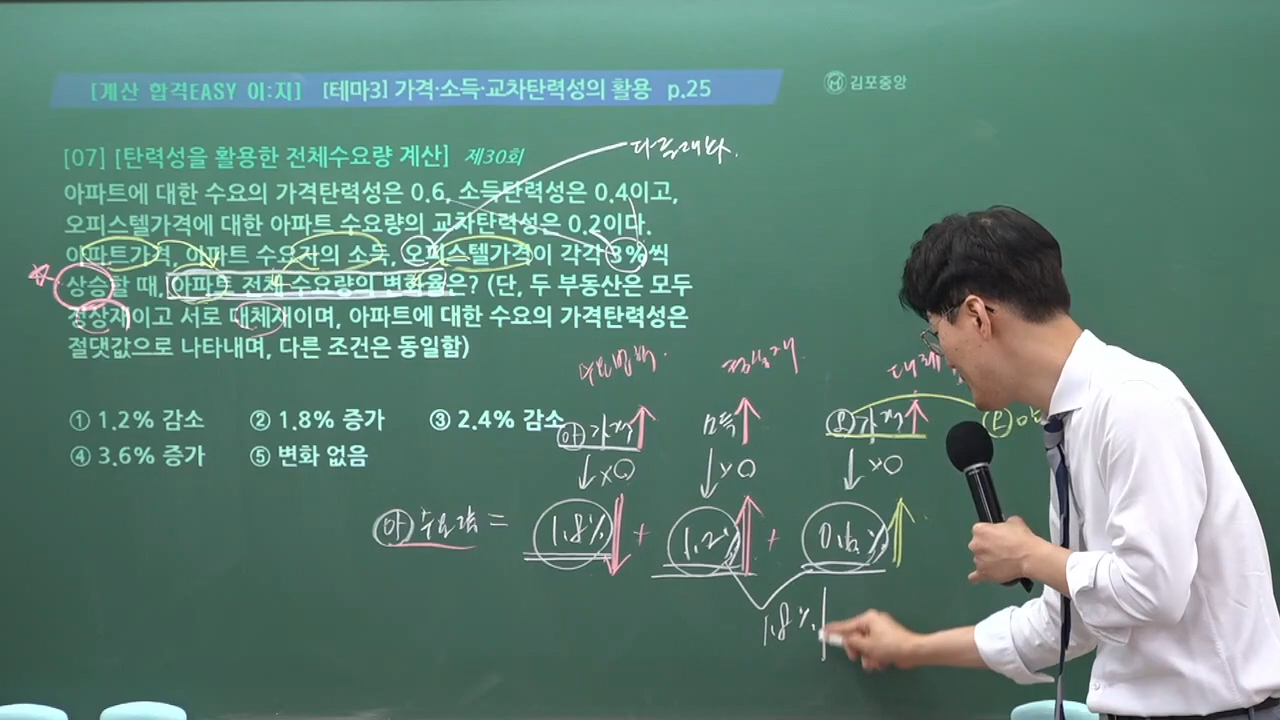 [계산 합격EASY 이:지] [테마3] 가격·소득·교차탄력성의 활용 p.25
김포중앙
[07] [탄력성을 활용한 전체수요량 계산] 제30회
아파트에 대한 수요의 가격탄력성은 0.6, 소득탄력성은 0.4이고,
오피스텔가격에 대한 아파트 수요량의 교차탄력성은 0.2이다.
아파트가격, 아파트 수요자의 소득, 오피스텔가격이 각각 3%씩
상승할 때, 아파트 전체 수요량의 변화율은? (단, 두 부동산은 모두
정상재이고 서로 대체재이며, 아파트에 대한 수요의 가격탄력성은
절댓값으로 나타내며, 다른 조건은 동일함)
① 1.2% 감소 ② 1.8% 증가 ③ 2.4% 감소
④ 3.6% 증가 ⑤ 변화 없음
수요법칙 정상재
아 가격↑ 소득↑ 오 가격↑
↓×0 ↓×0 ↓×0
아 수요량 = 1.8%↓ + 1.2%↑ + 0.6%↑
1.8%